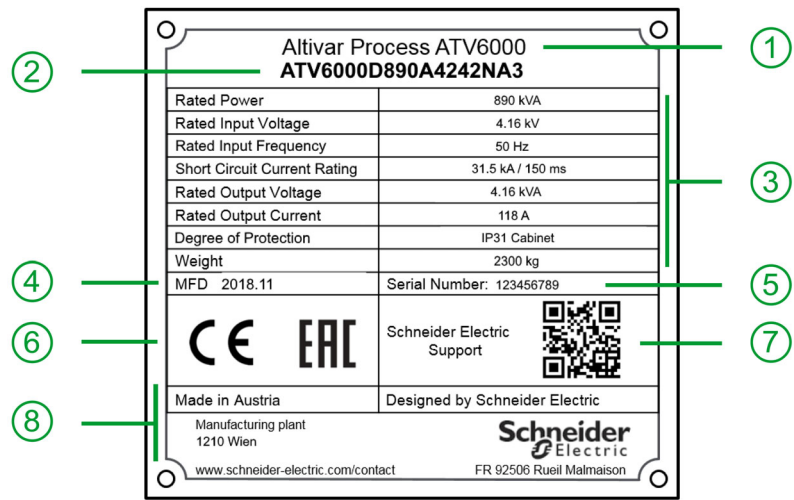 Altivar Process ATV6000
1
2
ATV6000D890A4242NA3
Rated Power 890 kVA
Rated Input Voltage 4.16 kV
Rated Input Frequency 50 Hz
Short Circuit Current Rating 31.5 kA / 150 ms
3
Rated Output Voltage 4.16 kVA
Rated Output Current 118 A
Degree of Protection IP31 Cabinet
Weight 2300 kg
4
MFD 2018.11 Serial Number: 123456789
5
6
CE EAC
Schneider Electric
Support
7
Made in Austria Designed by Schneider Electric
8
Manufacturing plant
1210 Wien
Schneider
Electric
www.schneider-electric.com/contact FR 92506 Rueil Malmaison